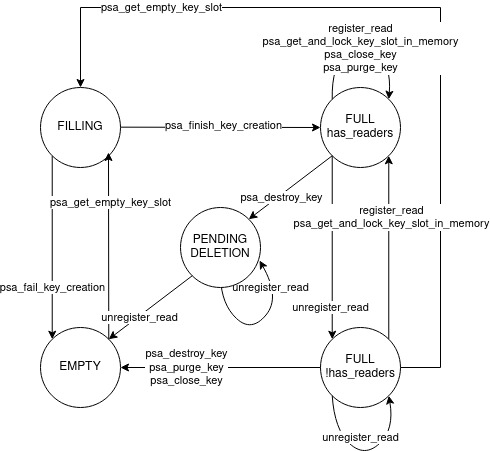 psa_get_empty_key_slot
register_read
psa_get_and_lock_key_slot_in_memory
psa_close_key
psa_purge_key
FILLING
psa_finish_key_creation
FULL
has_readers
psa_get_empty_key_slot
psa_destroy_key
register_read
psa_get_and_lock_key_slot_in_memory
PENDING
DELETION
psa_fail_key_creation
unregister_read
unregister_read
unregister_read
EMPTY
psa_destroy_key
psa_purge_key
psa_close_key
FULL
!has_readers
unregister_read